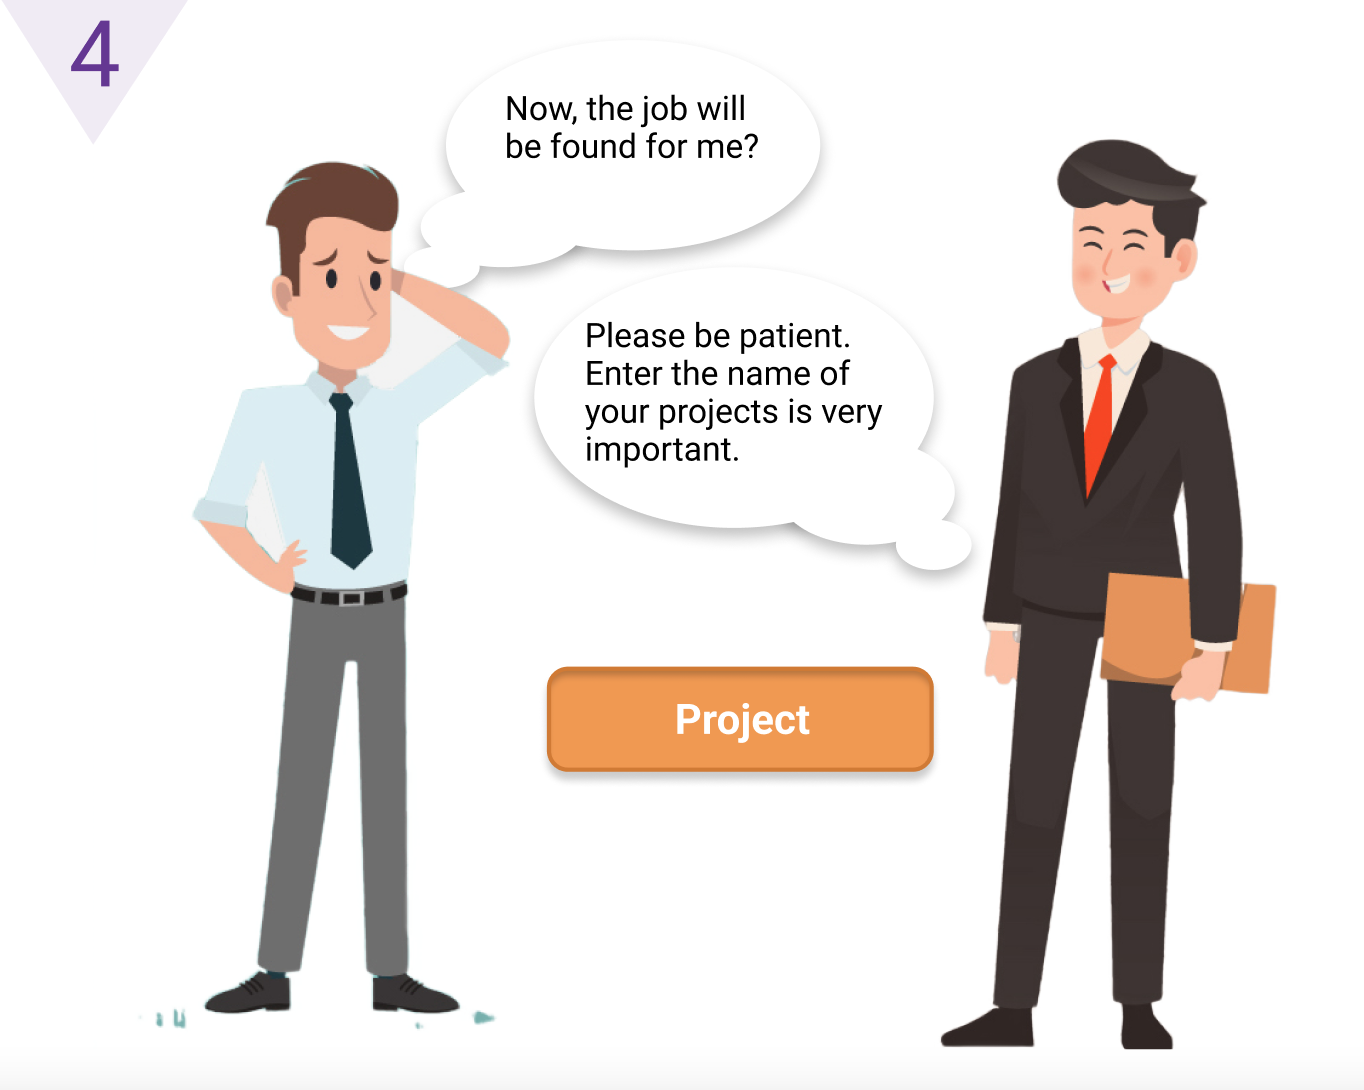 4
Now, the job will
be found for me?
Please be patient.
Enter the name of
your projects is very
important.
Project